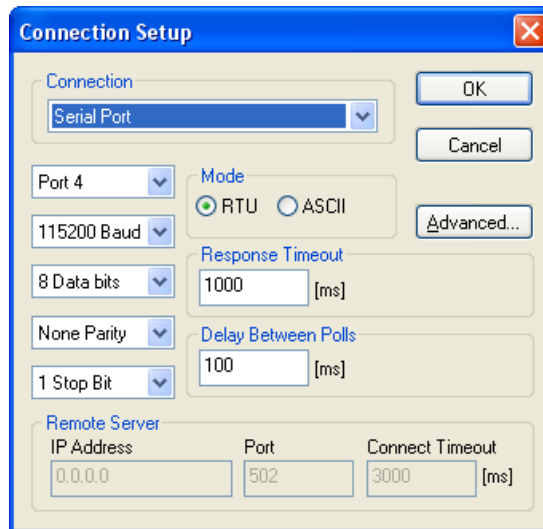 Connection Setup
Connection
Serial Port
OK
Cancel
Port 4
Mode
RTU ASCII
Advanced...
115200 Baud
Response Timeout
1000 [ms]
8 Data bits
None Parity
Delay Between Polls
100 [ms]
1 Stop Bit
Remote Server
IP Address Port Connect Timeout
0.0.0.0 502 3000 [ms]